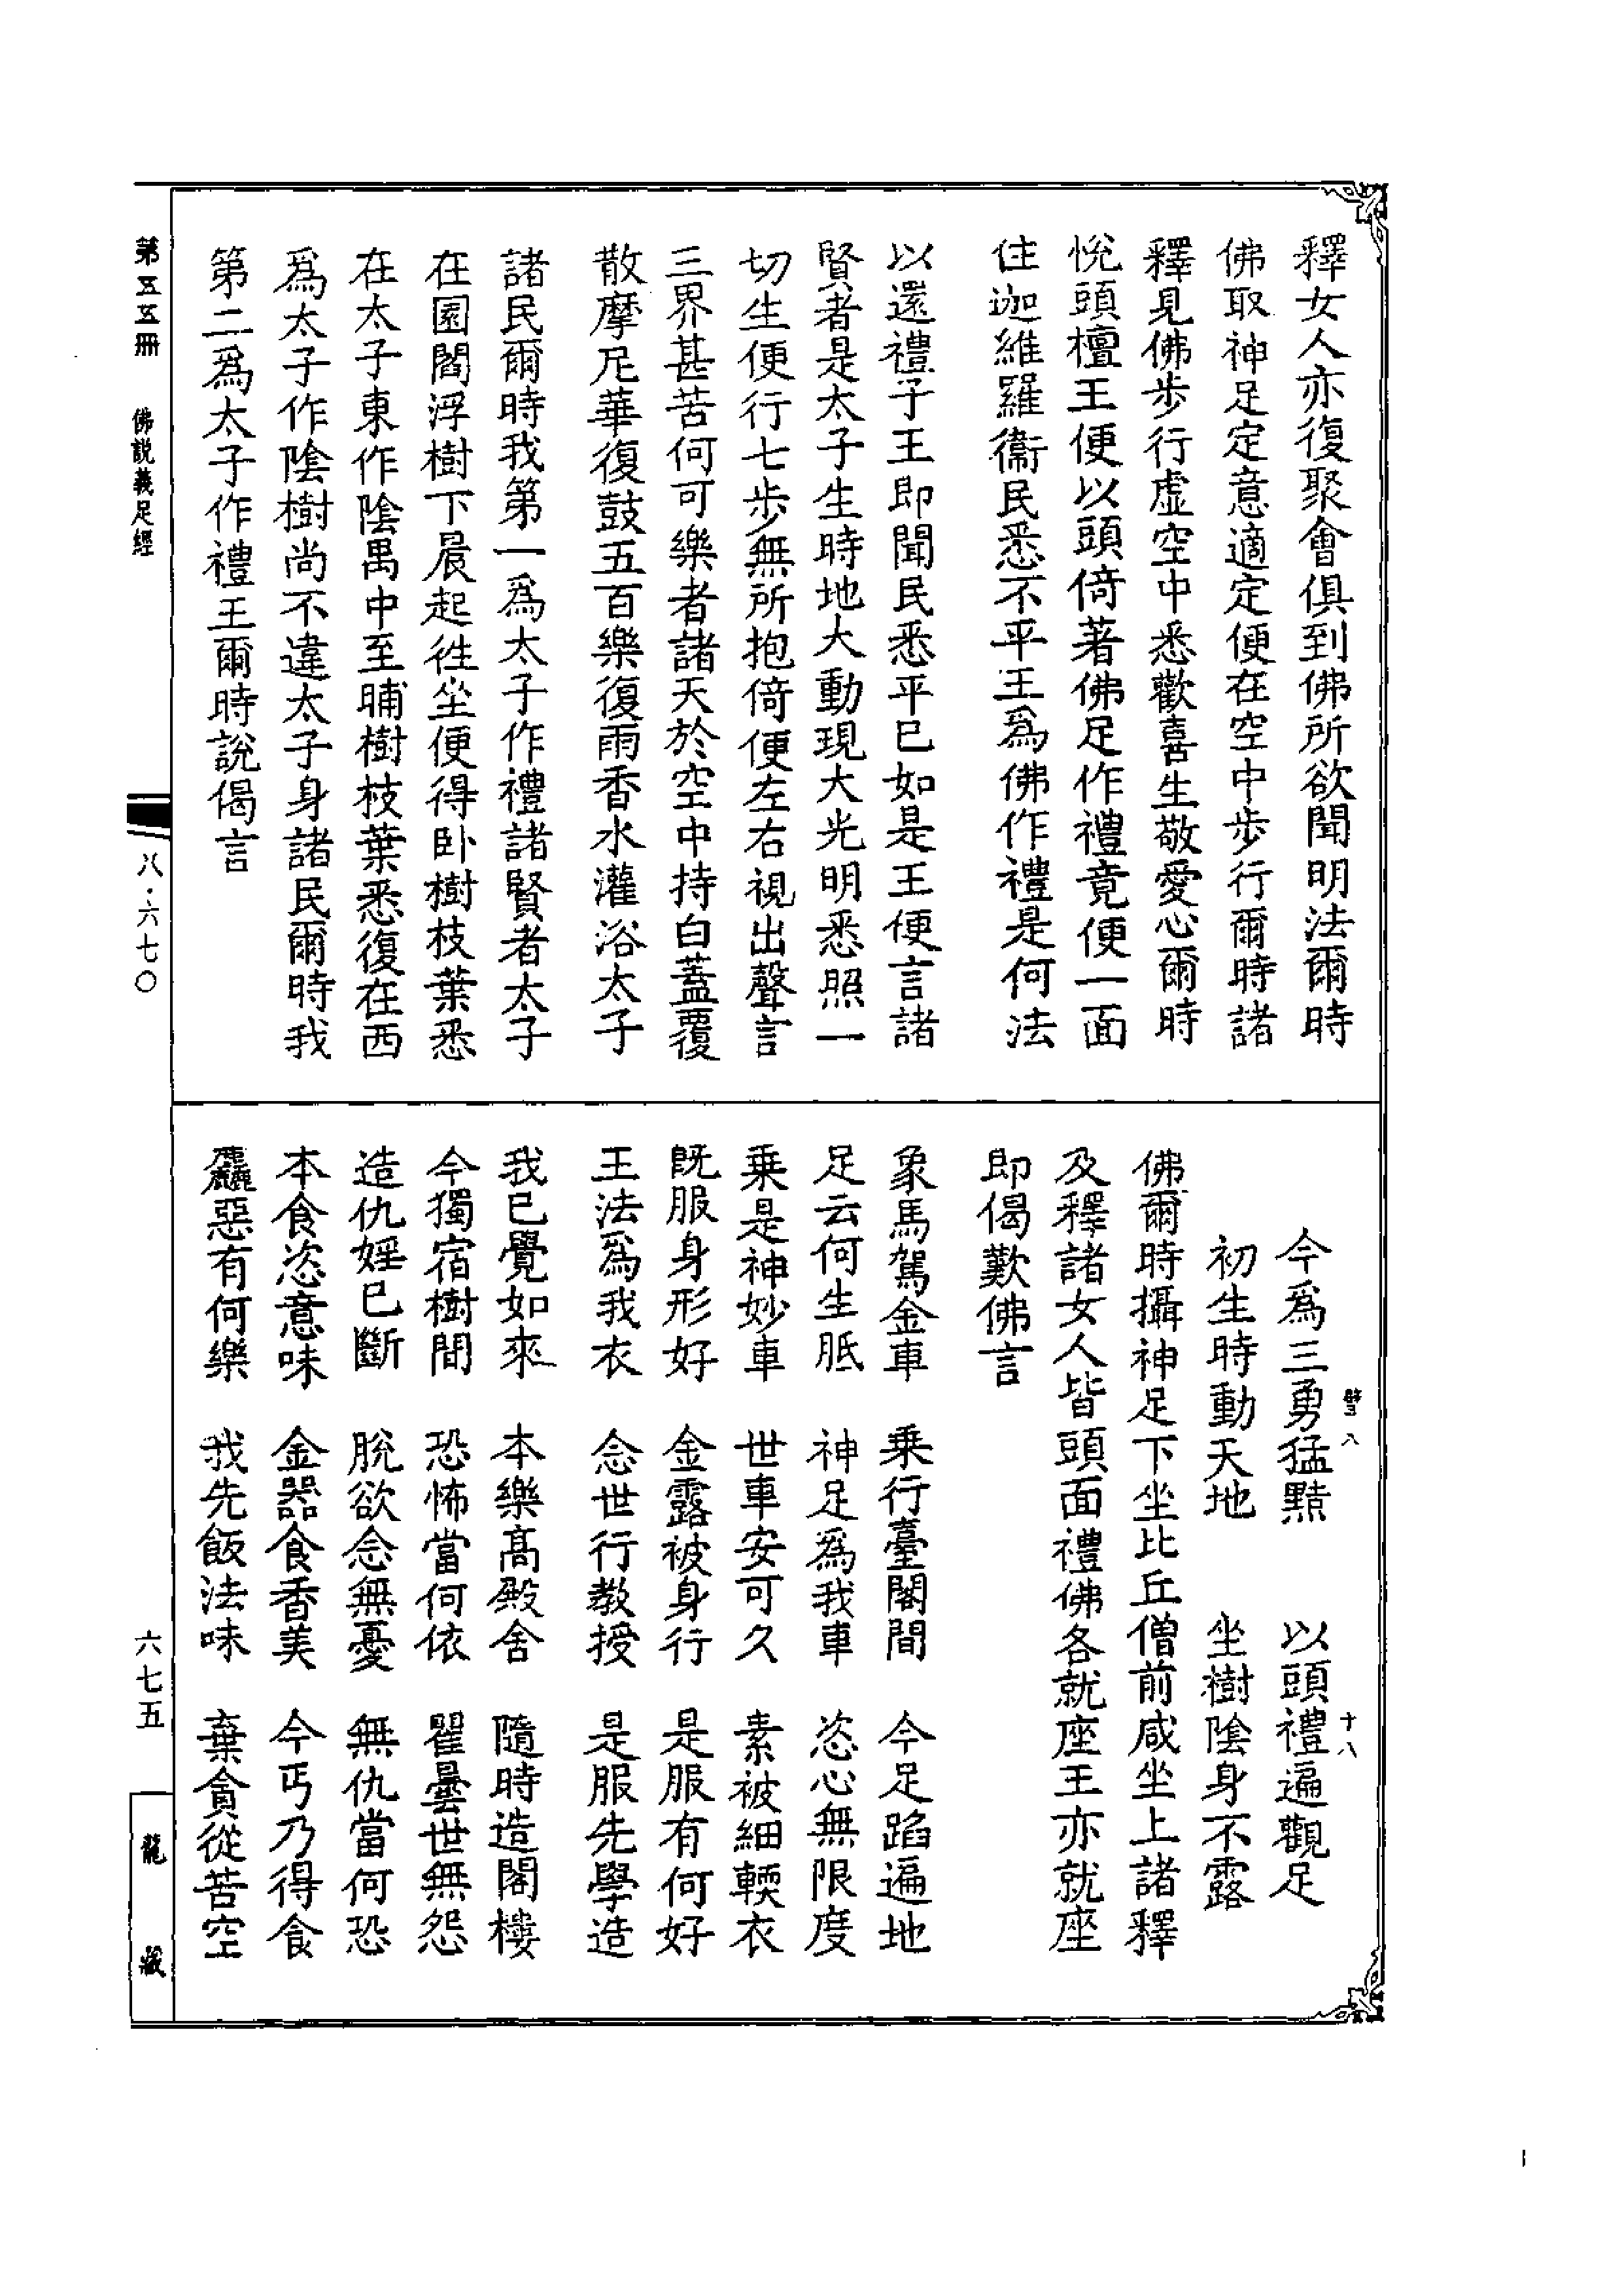 釋女人亦復聚會俱到佛所欲聞明法爾時
佛取神足定意適定便在空中步行爾時諸
釋見佛步行虛空中悉歡喜生敬愛心爾時
悅頭檀王便以頭倚著佛足作禮竟便一面
住迦維羅衞民悉不平王爲佛作禮是何法
以還禮子王即聞民悉平已如是王便言諸
賢者是太子生時地大動現大光明悉照一
切生便行七步無所抱倚便左右視出聲言
三界甚苦何可樂者諸天於空中持白蓋覆
散摩尼華復鼓五百樂復雨香水灌浴太子
諸民爾時我第一爲太子作禮諸賢者太子
在園閻浮樹下晨起往坐便得卧樹枝葉悉
在太子東作陰禺中至晡樹枝葉悉復在西
爲太子作陰樹尚不違太子身諸民爾時我
第二爲太子作禮王爾時說偈言
今爲三勇猛㸃　以頭禮遍觀足
初生時動天地　坐樹陰身不露
佛爾時攝神足下坐比丘僧前咸坐上諸釋
及釋諸女人皆頭面禮佛各就座王亦就座
即偈歎佛言
象馬駕金車　乗行臺閣間　今足蹈遍地
足云何生胝　神足爲我車　恣心無限度
乗是神妙車　世車安可久　素被細輭衣
既服身形好　金露被身行　是服有何好
王法爲我衣　念世行教授　是服先學造
我已覺如來　本樂高殿舍　隨時造閣樓
今獨宿樹間　恐怖當何依　瞿曇世無怨
造仇婬已斷　脫欲念無憂　無仇當何恐
本食恣意味　金器食香美　今丐乃得食
麤惡有何樂　我先飯法味　棄貪從苦空
譬八
十八
第五五冊　佛說義足經
八·六七〇
六七五
龍藏